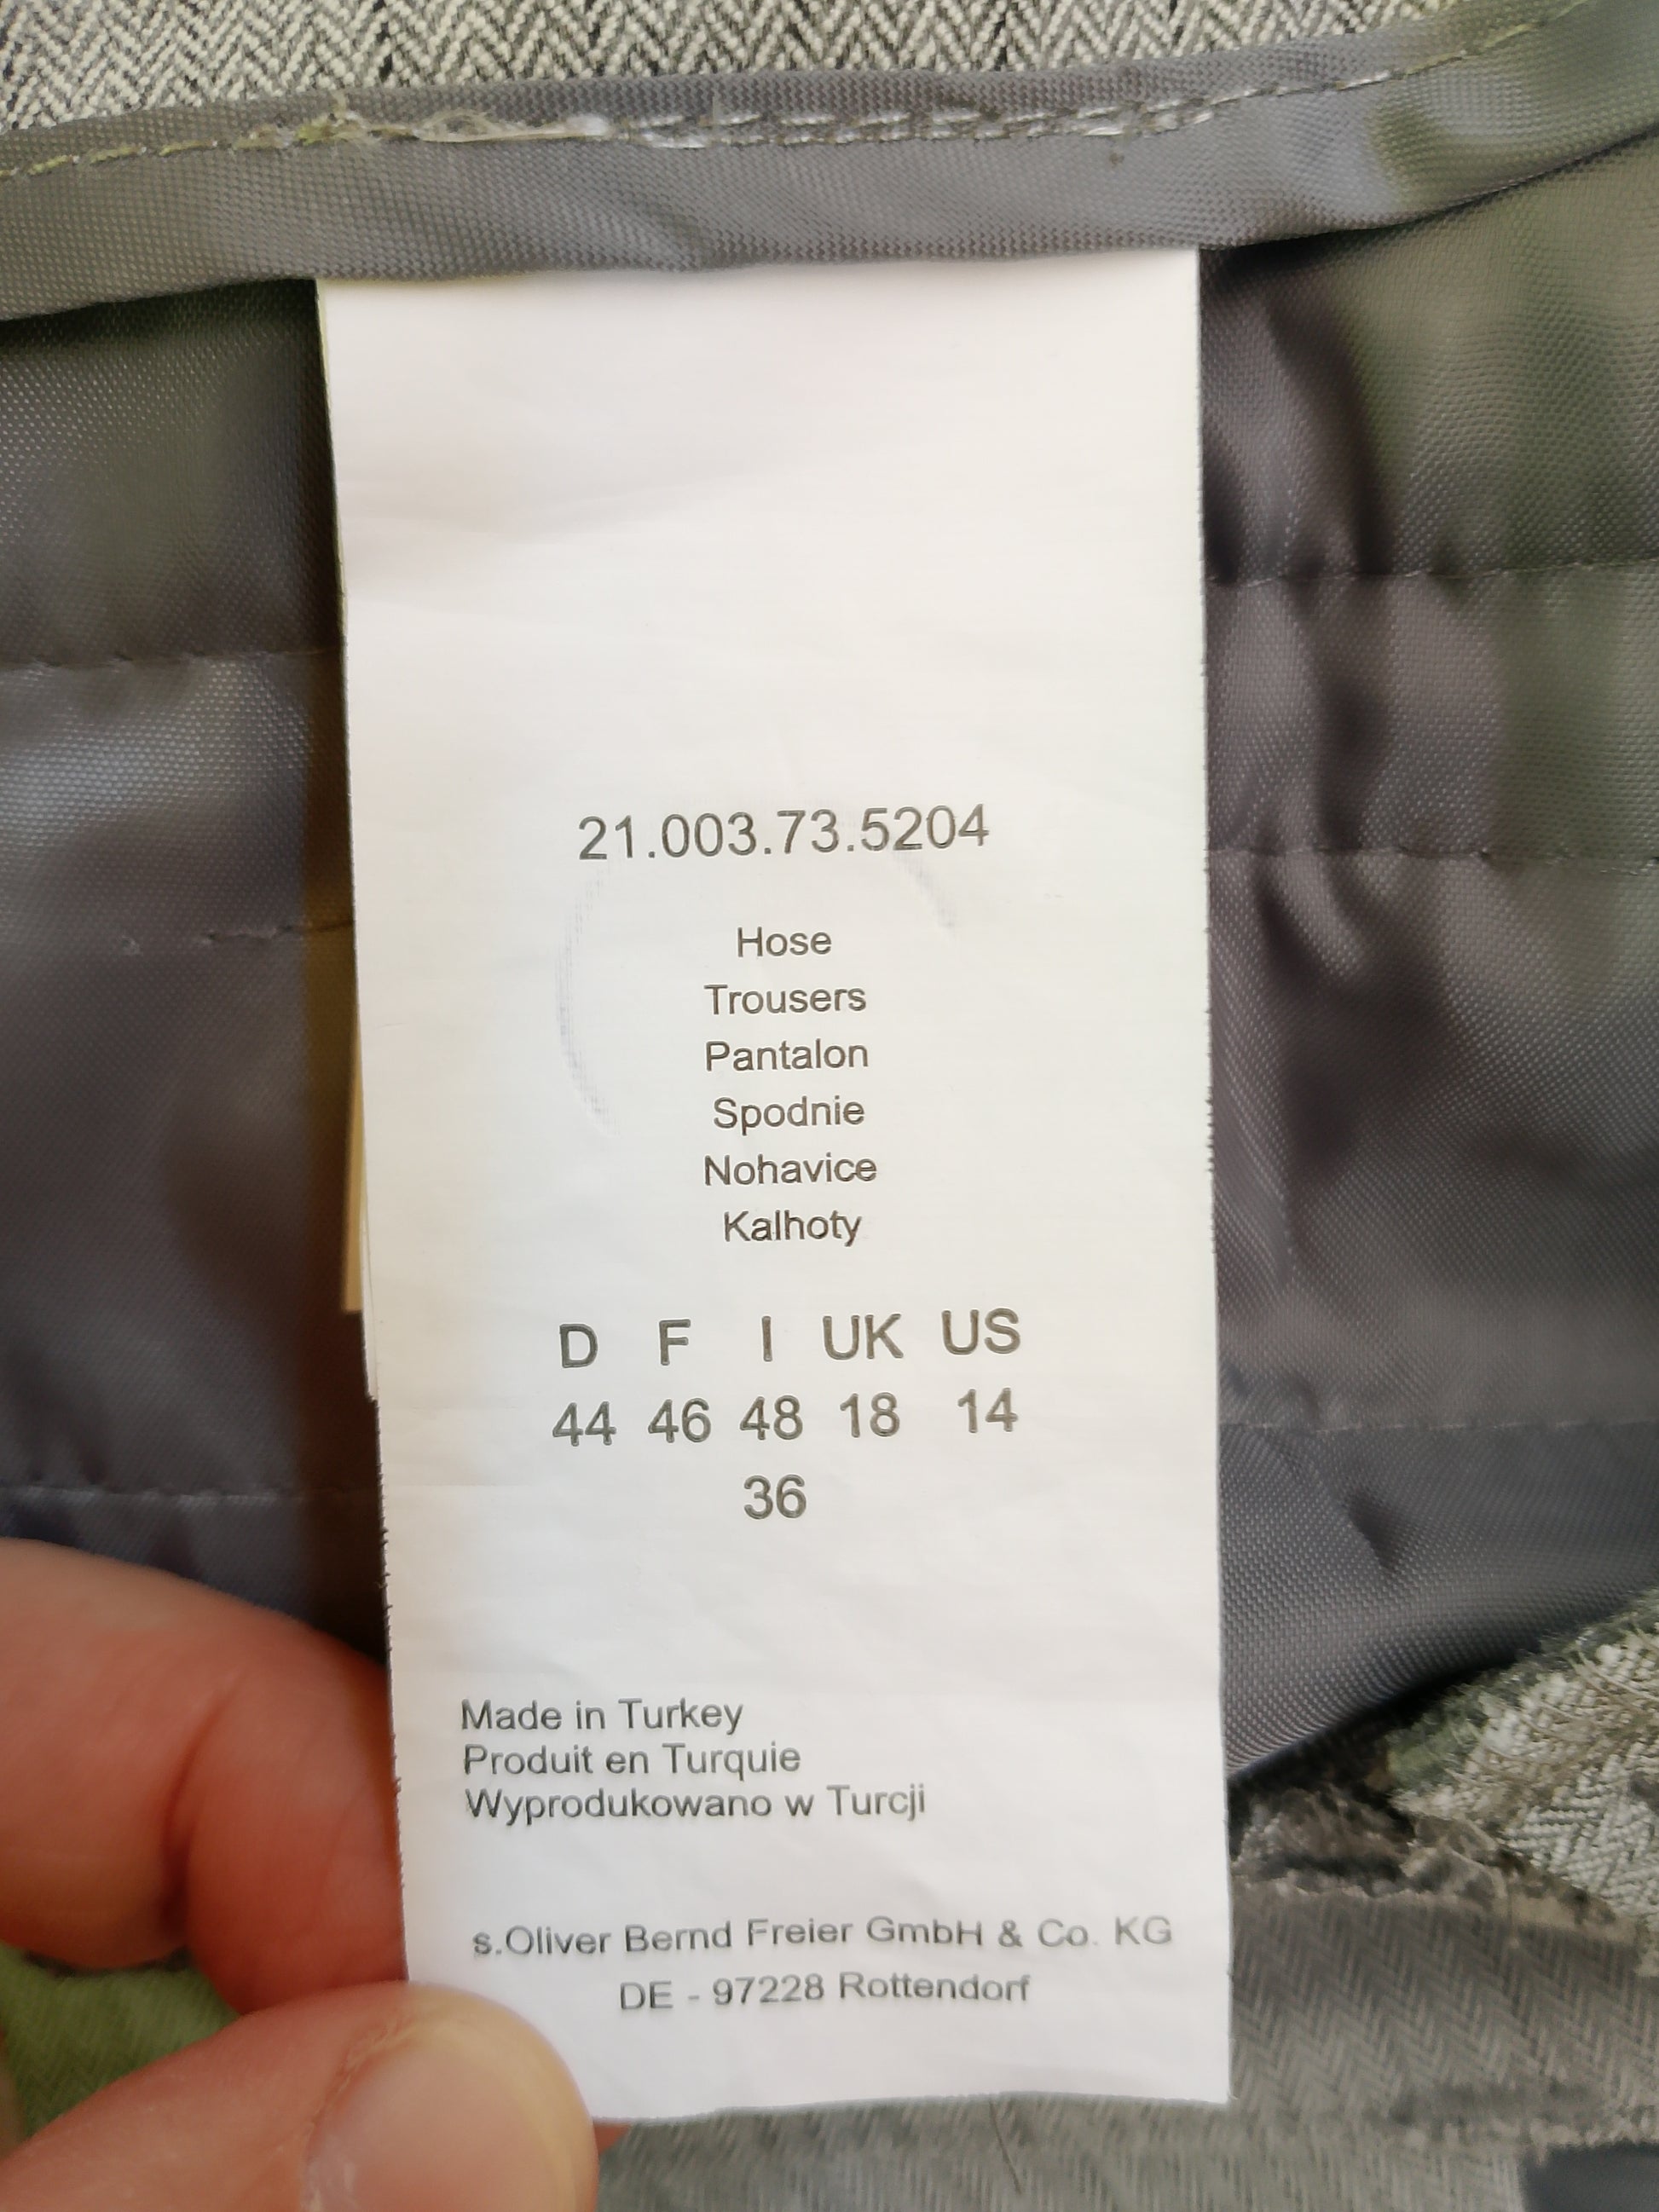 21.003.73.5204
Hose
Trousers
Pantalon
Spodnie
Nohavice
Kalhoty
D F I UK US
44 46 48 18 14
36
Made in Turkey
Produit en Turquie
Wyprodukowano w Turcji
s.Oliver Bernd Freier GmbH & Co. KG
DE - 97228 Rottendorf